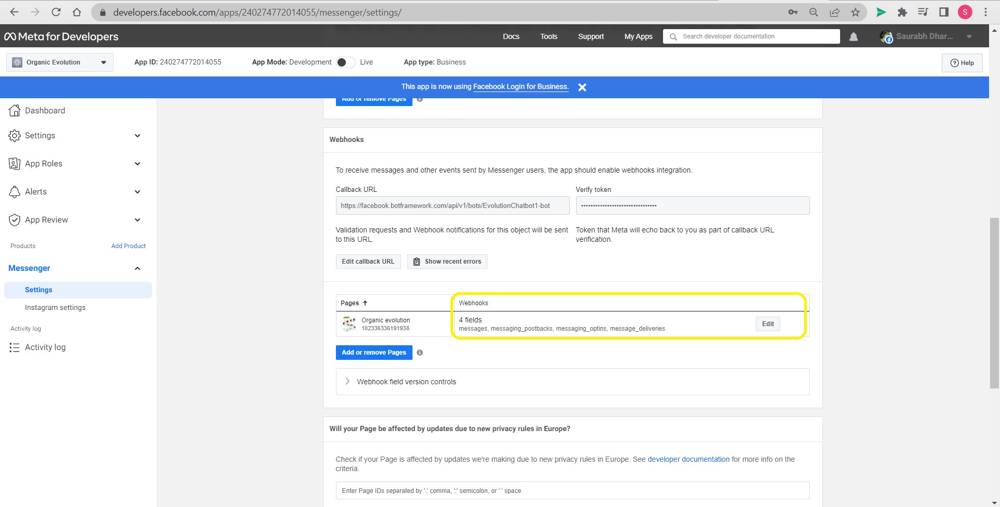 developers.facebook.com/apps/240274772014055/messenger/settings/
S
Meta for Developers
Docs
Tools
Support
My Apps
Search developer documentation
Saurabh Dhar...
Organic Evolution
App ID: 240274772014055
App Mode: Development
Live
App type: Business
Help
This app is now using Facebook Login for Business.
Add or remove Pages
Dashboard
Settings
App Roles
Alerts
App Review
Products
Add Product
Messenger
Settings
Instagram settings
Activity log
Activity log
Webhooks
To receive messages and other events sent by Messenger users, the app should enable webhooks integration.
Callback URL
Verify token
https://facebook.botframework.com/api/v1/bots/EvolutionChatbot1-bot
Validation requests and Webhook notifications for this object will be sent
to this URL.
Token that Meta will echo back to you as part of callback URL
verification.
Edit callback URL
Show recent errors
Pages
Webhooks
Organic evolution
102336336191938
4 fields
messages, messaging_postbacks, messaging_optins, message_deliveries
Edit
Add or remove Pages
Webhook field version controls
Will your Page be affected by updates due to new privacy rules in Europe?
Check if your Page is affected by updates we're making due to new privacy rules in Europe. See developer documentation for more info on the
criteria.
Enter Page IDs separated by ',' comma, ';' semicolon, or ' ' space.